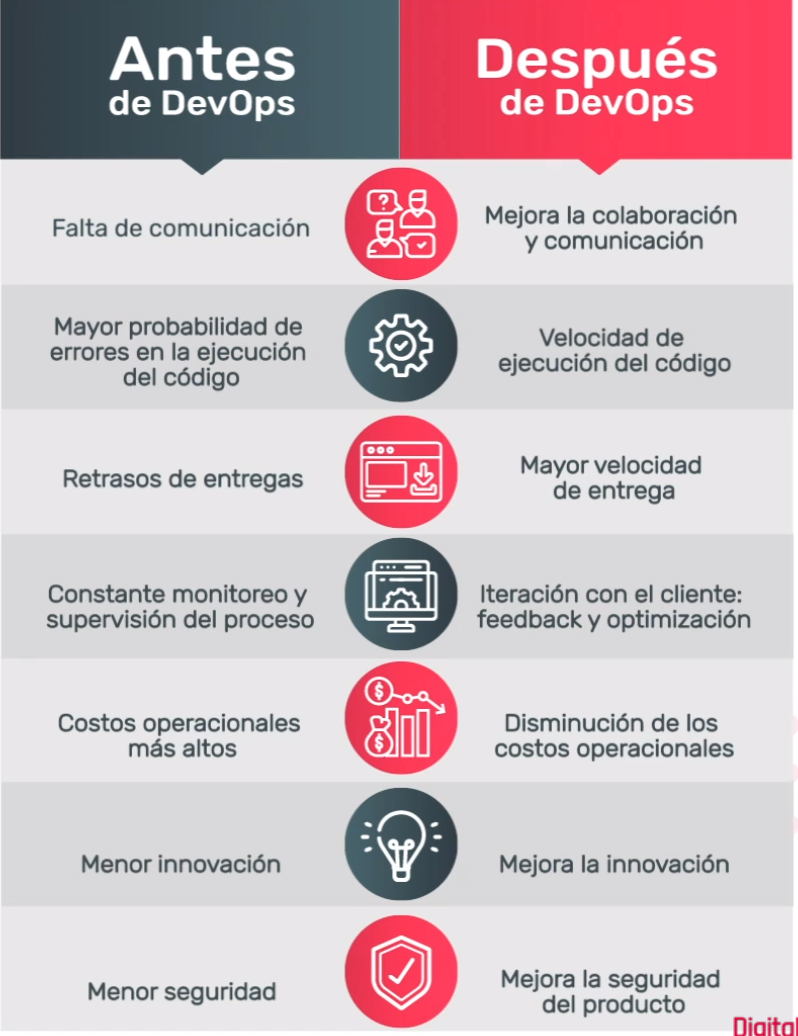 Antes
de DevOps
Después
de DevOps
Falta de comunicación
Mejora la colaboración
y comunicación
Mayor probabilidad de
errores en la ejecución
del código
Velocidad de
ejecución del código
Retrasos de entregas
Mayor velocidad
de entrega
Constante monitoreo y
supervisión del proceso
Iteración con el cliente:
feedback y optimización
Costos operacionales
más altos
Disminución de los
costos operacionales
Menor innovación
Mejora la innovación
Menor seguridad
Mejora la seguridad
del producto
Digital